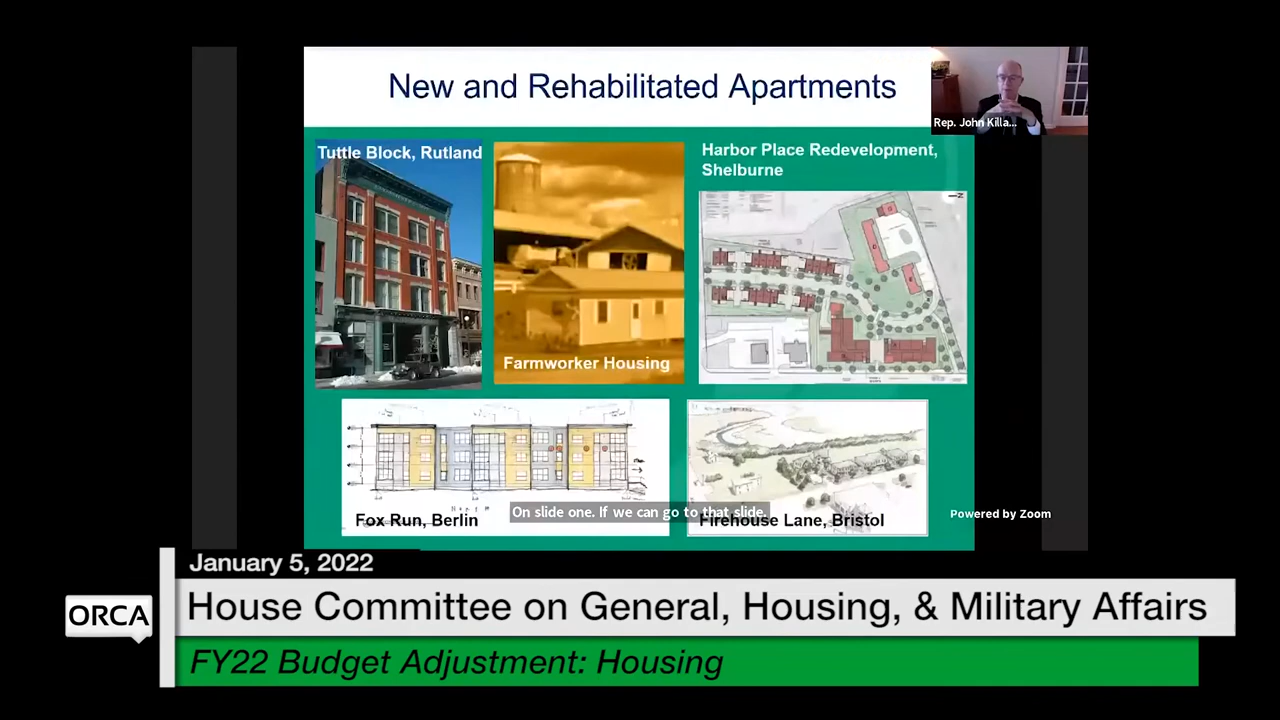 New and Rehabilitated Apartments
Rep. John Killa...
Tuttle Block, Rutland
Farmworker Housing
Harbor Place Redevelopment,
Shelburne
Fox Run, Berlin
On slide one. If we can go to that slide.
Firehouse Lane, Bristol
Powered by Zoom
January 5, 2022
ORCA
House Committee on General, Housing, & Military Affairs
FY22 Budget Adjustment: Housing